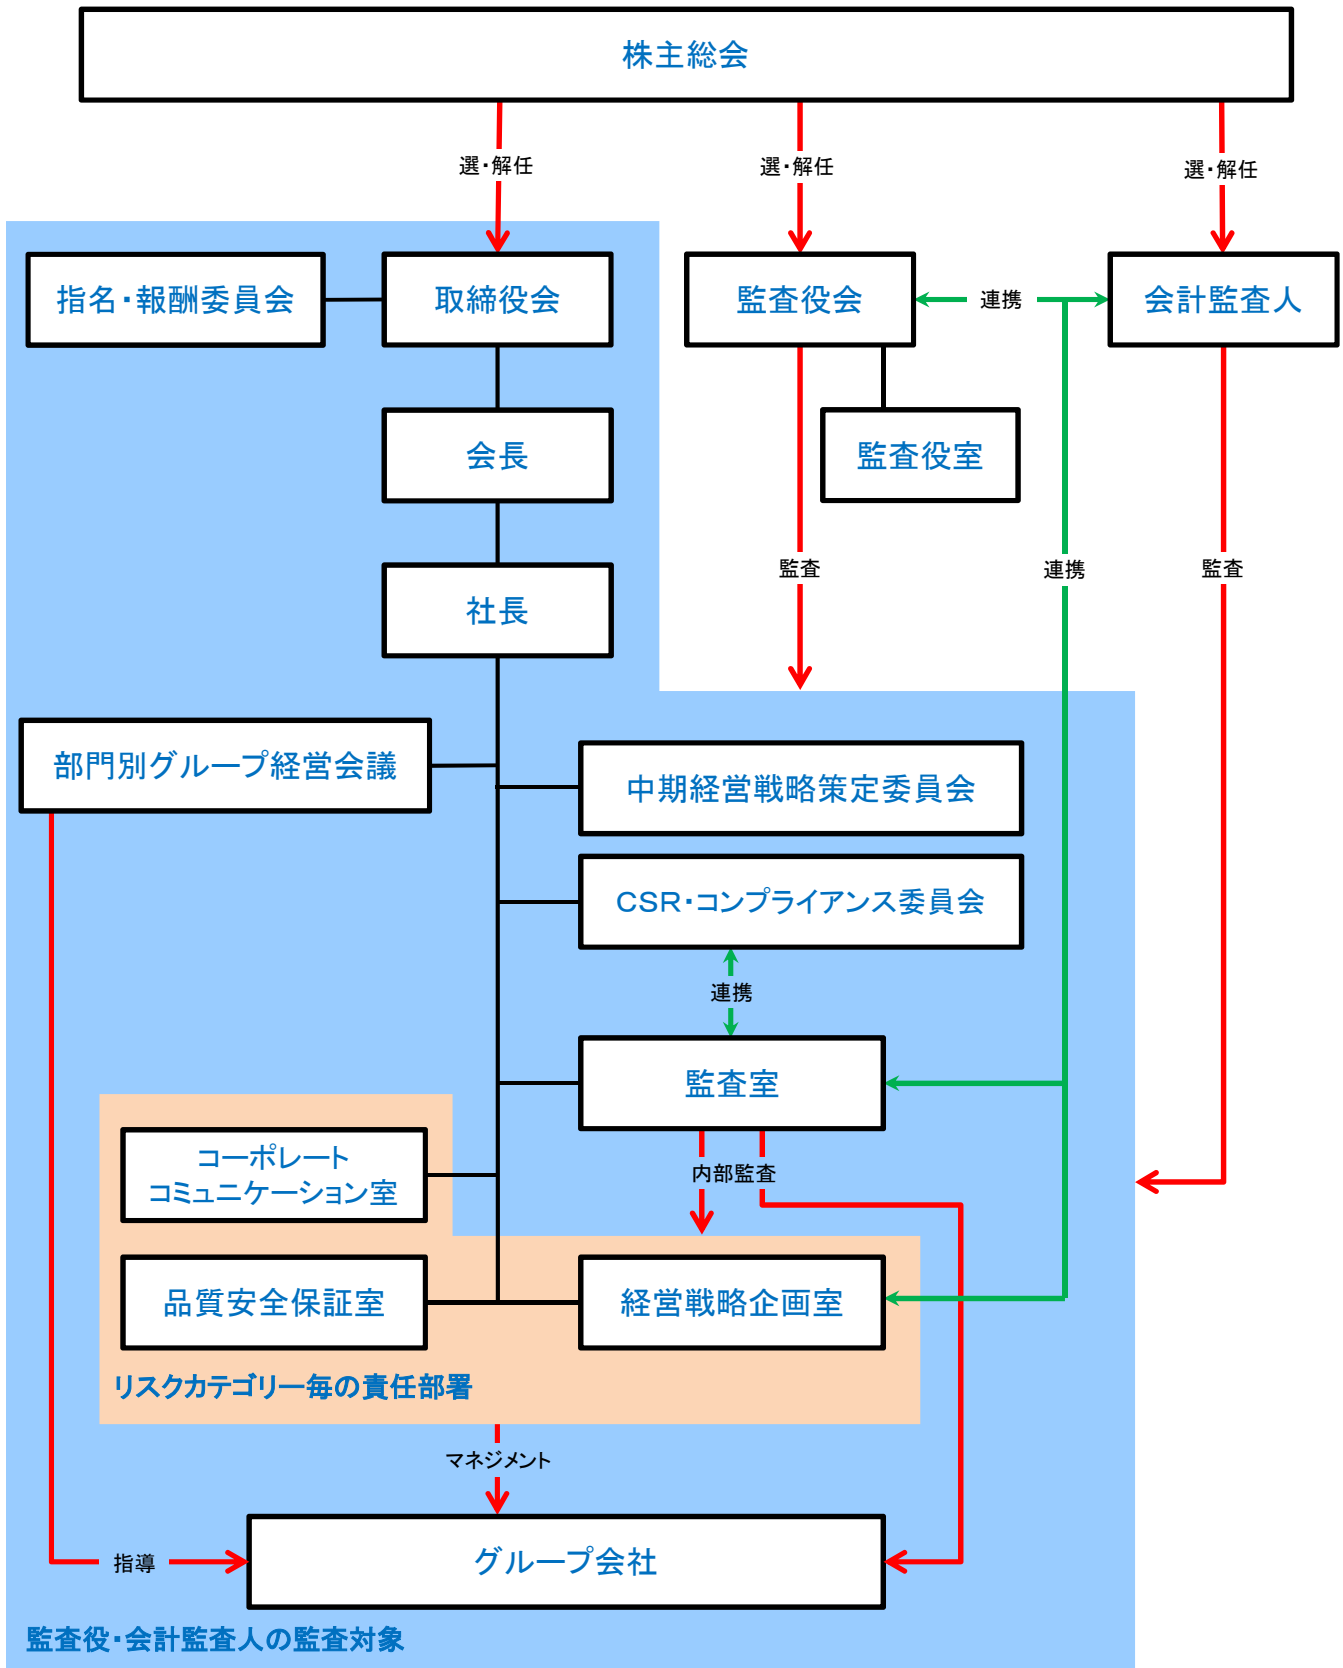 株主総会
選・解任
選・解任
選・解任
指名・報酬委員会
取締役会
監査役会
連携
会計監査人
会長
監査役室
社長
監査
連携
監査
部門別グループ経営会議
中期経営戦略策定委員会
CSR・コンプライアンス委員会
連携
監査室
コーポレート
コミュニケーション室
内部監査
品質安全保証室
経営戦略企画室
リスクカテゴリー毎の責任部署
マネジメント
指導
グループ会社
監査役・会計監査人の監査対象